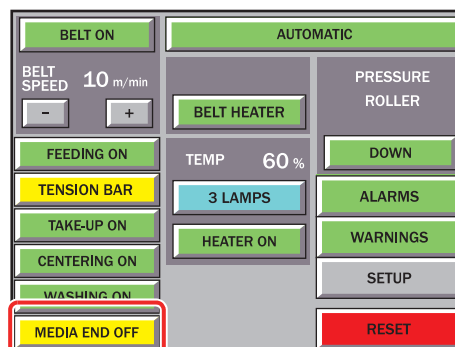 BELT ON
AUTOMATIC
BELT
SPEED 10 m/min
- +
PRESSURE
ROLLER
BELT HEATER
FEEDING ON
TEMP 60 %
DOWN
TENSION BAR
3 LAMPS
ALARMS
TAKE-UP ON
HEATER ON
WARNINGS
CENTERING ON
SETUP
WASHING ON
MEDIA END OFF
RESET